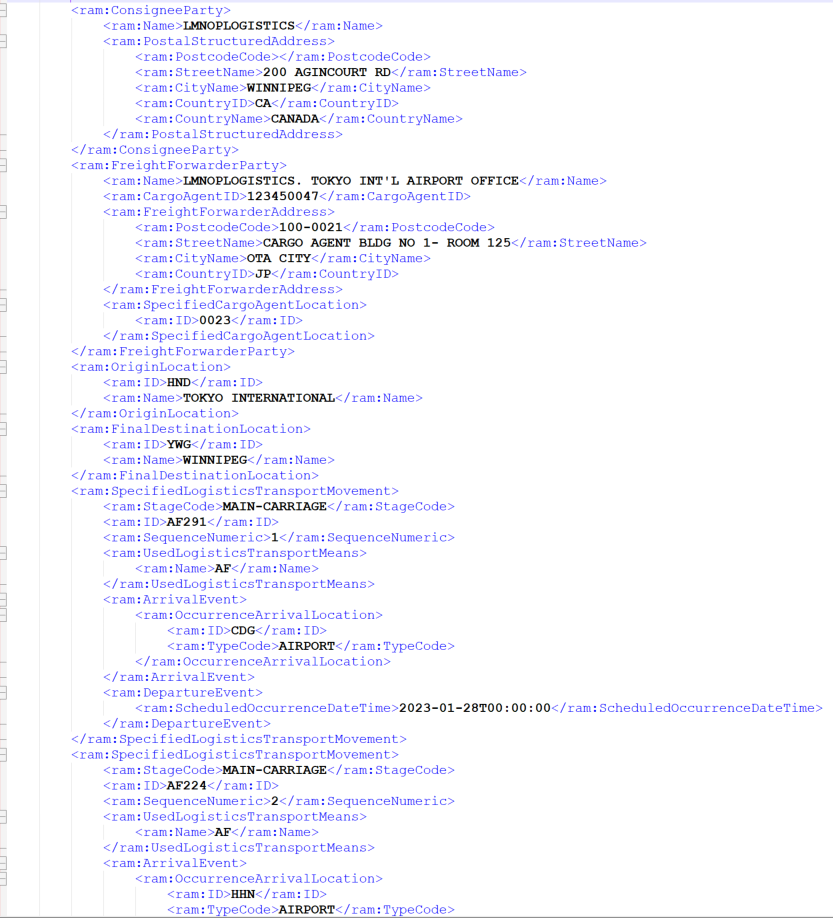 <ram:ConsigneeParty>
<ram:Name>LMNOPLOGISTICS</ram:Name>
<ram:PostalStructuredAddress>
<ram:PostcodeCode></ram:PostcodeCode>
<ram:StreetName>200 AGINCOURT RD</ram:StreetName>
<ram:CityName>WINNIPEG</ram:CityName>
<ram:CountryID>CA</ram:CountryID>
<ram:CountryName>CANADA</ram:CountryName>
</ram:PostalStructuredAddress>
</ram:ConsigneeParty>
<ram:FreightForwarderParty>
<ram:Name>LMNOPLOGISTICS. TOKYO INT'L AIRPORT OFFICE</ram:Name>
<ram:CargoAgentID>123450047</ram:CargoAgentID>
<ram:FreightForwarderAddress>
<ram:PostcodeCode>100-0021</ram:PostcodeCode>
<ram:StreetName>CARGO AGENT BLDG NO 1- ROOM 125</ram:StreetName>
<ram:CityName>OTA CITY</ram:CityName>
<ram:CountryID>JP</ram:CountryID>
</ram:FreightForwarderAddress>
<ram:SpecifiedCargoAgentLocation>
<ram:ID>0023</ram:ID>
</ram:SpecifiedCargoAgentLocation>
</ram:FreightForwarderParty>
<ram:OriginLocation>
<ram:ID>HND</ram:ID>
<ram:Name>TOKYO INTERNATIONAL</ram:Name>
</ram:OriginLocation>
<ram:FinalDestinationLocation>
<ram:ID>YWG</ram:ID>
<ram:Name>WINNIPEG</ram:Name>
</ram:FinalDestinationLocation>
<ram:SpecifiedLogisticsTransportMovement>
<ram:StageCode>MAIN-CARRIAGE</ram:StageCode>
<ram:ID>AF291</ram:ID>
<ram:SequenceNumeric>1</ram:SequenceNumeric>
<ram:UsedLogisticsTransportMeans>
<ram:Name>AF</ram:Name>
</ram:UsedLogisticsTransportMeans>
<ram:ArrivalEvent>
<ram:OccurrenceArrivalLocation>
<ram:ID>CDG</ram:ID>
<ram:TypeCode>AIRPORT</ram:TypeCode>
</ram:OccurrenceArrivalLocation>
</ram:ArrivalEvent>
<ram:DepartureEvent>
<ram:ScheduledOccurrenceDateTime>2023-01-28T00:00:00</ram:ScheduledOccurrenceDateTime>
</ram:DepartureEvent>
</ram:SpecifiedLogisticsTransportMovement>
<ram:SpecifiedLogisticsTransportMovement>
<ram:StageCode>MAIN-CARRIAGE</ram:StageCode>
<ram:ID>AF224</ram:ID>
<ram:SequenceNumeric>2</ram:SequenceNumeric>
<ram:UsedLogisticsTransportMeans>
<ram:Name>AF</ram:Name>
</ram:UsedLogisticsTransportMeans>
<ram:ArrivalEvent>
<ram:OccurrenceArrivalLocation>
<ram:ID>HHN</ram:ID>
<ram:TypeCode>AIRPORT</ram:TypeCode>